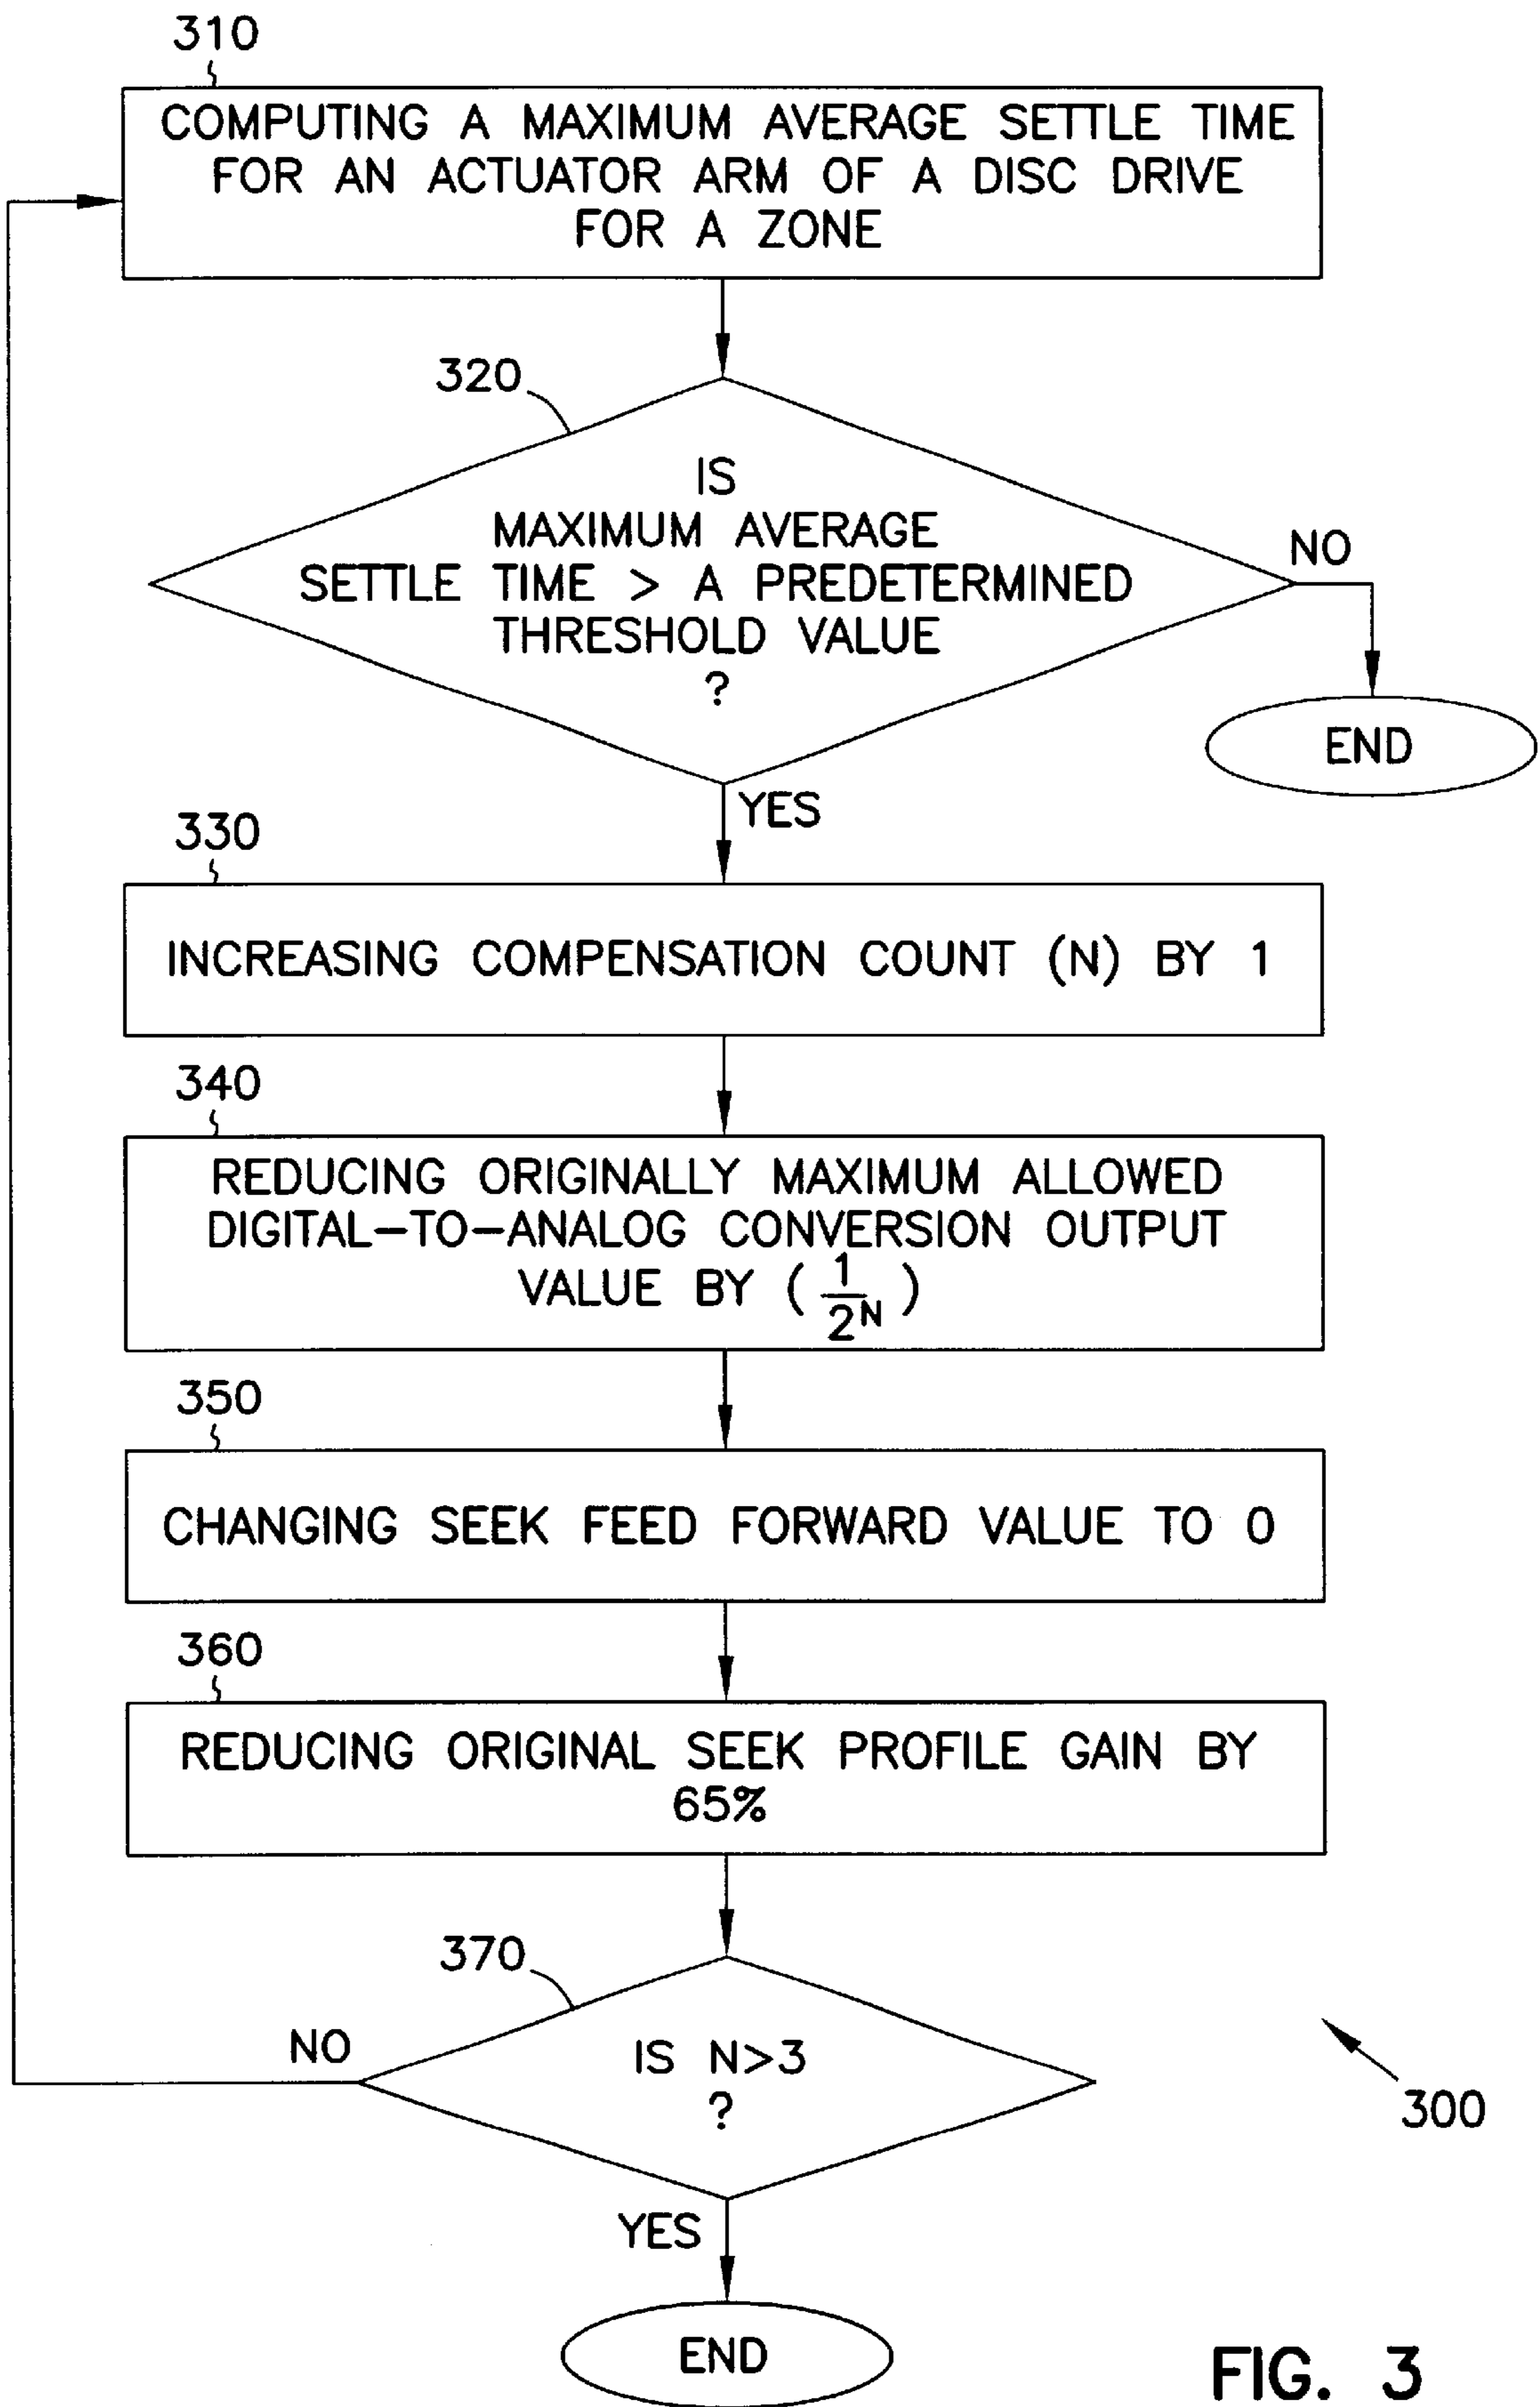 310
COMPUTING A MAXIMUM AVERAGE SETTLE TIME
FOR AN ACTUATOR ARM OF A DISC DRIVE
FOR A ZONE
320
IS
MAXIMUM AVERAGE
SETTLE TIME > A PREDETERMINED
THRESHOLD VALUE
?
NO
END
YES
330
INCREASING COMPENSATION COUNT (N) BY 1
340
REDUCING ORIGINALLY MAXIMUM ALLOWED
DIGITAL-TO-ANALOG CONVERSION OUTPUT
VALUE BY (1/2^N)
350
CHANGING SEEK FEED FORWARD VALUE TO 0
360
REDUCING ORIGINAL SEEK PROFILE GAIN BY
65%
370
NO
IS N>3
?
300
YES
END
FIG. 3